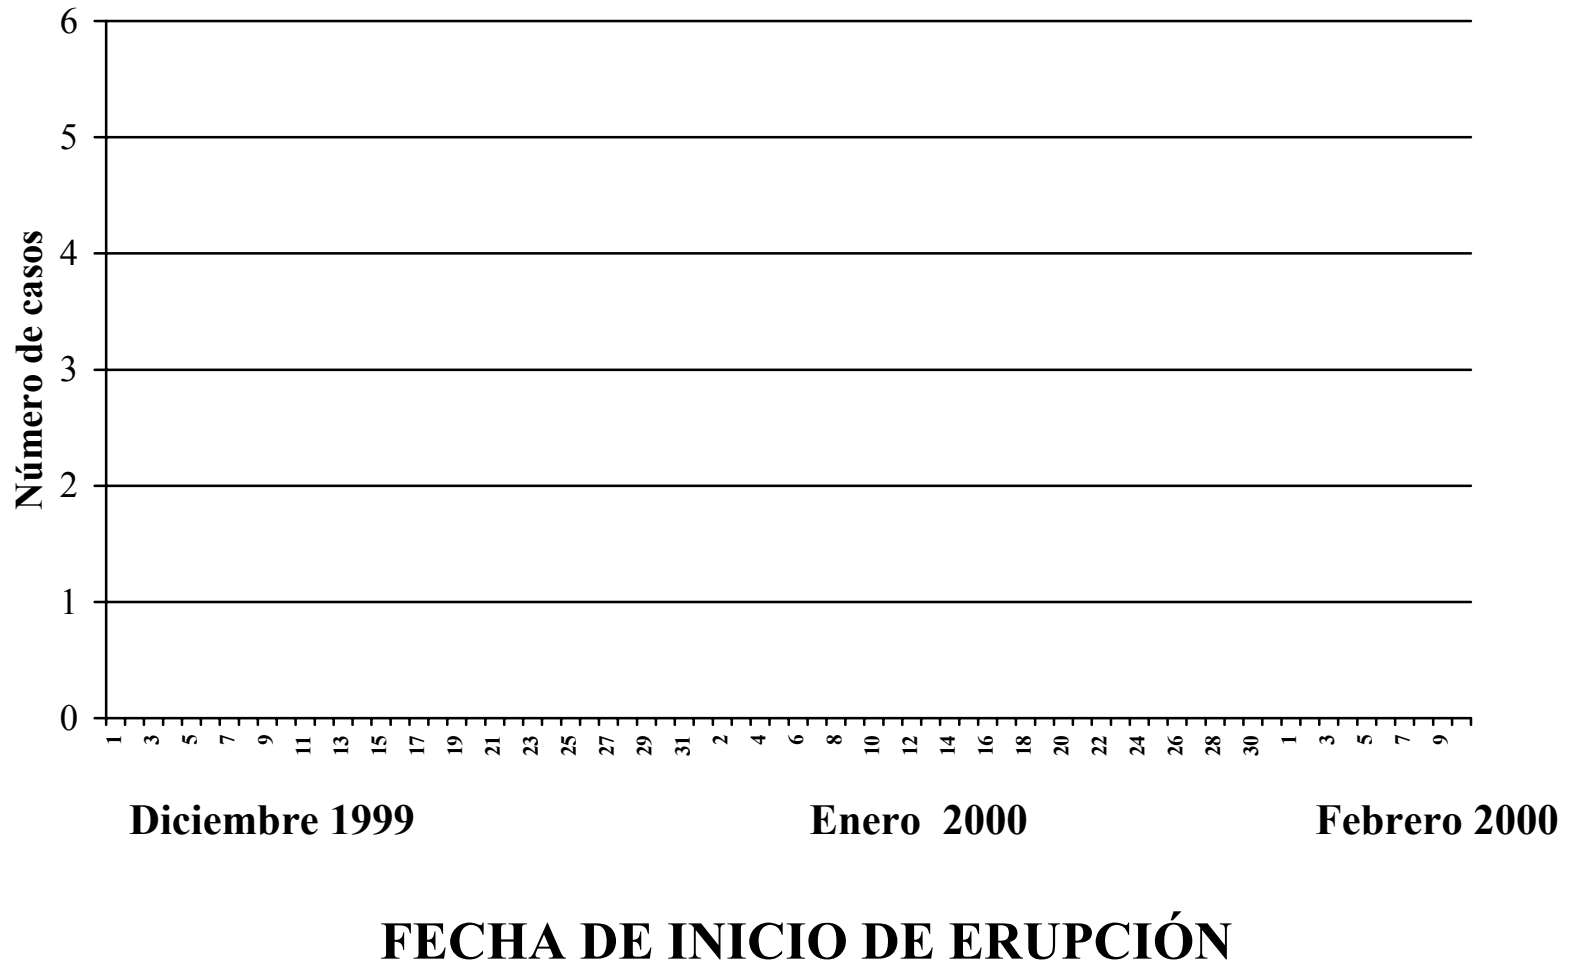 6
5
4
3
2
1
0
Número de casos
1 3 5 7 9 11 13 15 17 19 21 23 25 27 29 31 2 4 6 8 10 12 14 16 18 20 22 24 26 28 30 1 3 5 7 9
Diciembre 1999 Enero 2000 Febrero 2000
FECHA DE INICIO DE ERUPCIÓN